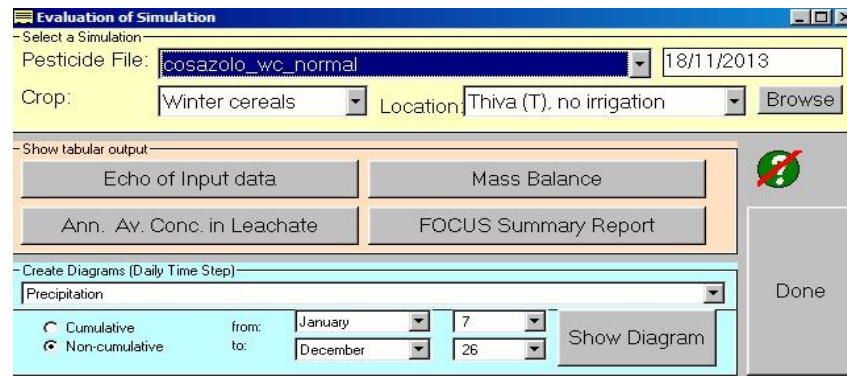 Evaluation of Simulation
Select a Simulation
Pesticide File: cosazolo_wc_normal 18/11/2013
Crop: Winter cereals Location: Thiva (T), no irrigation Browse
Show tabular output
Echo of Input data Mass Balance
Ann. Av. Conc. in Leachate FOCUS Summary Report
Create Diagrams (Daily Time Step)
Precipitation
Done
Cumulative from: January 7
Non-cumulative to: December 26
Show Diagram